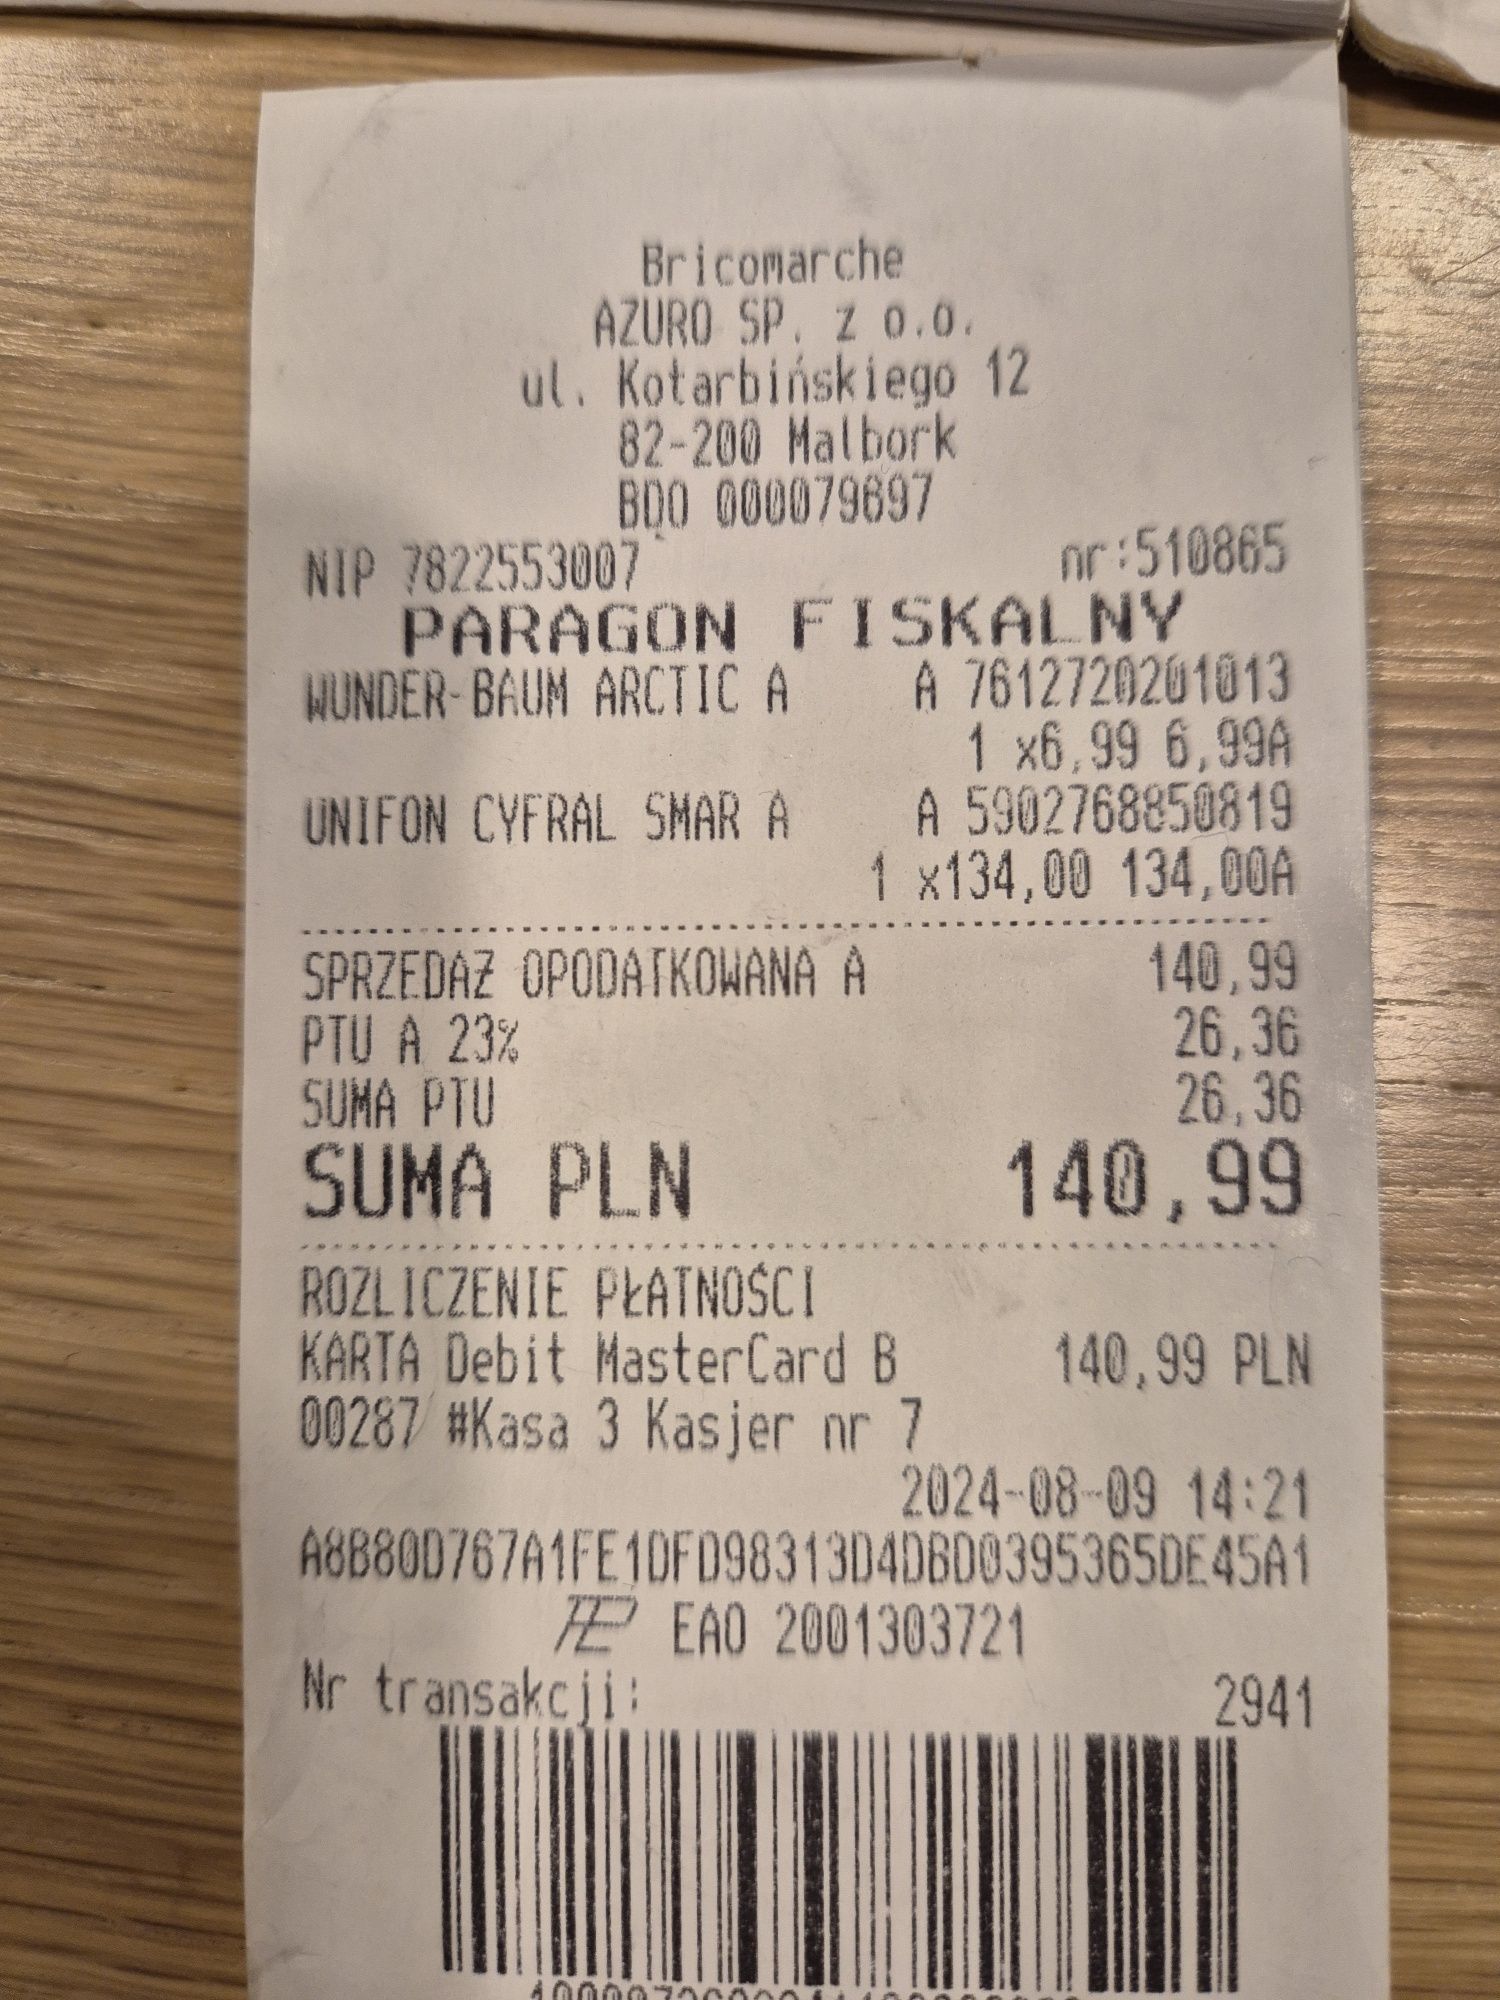 Bricomarche
AZURO SP. z o.o.
ul. Kotarbińskiego 12
82-200 Malbork
BDO 000079897
NIP 7822553007 nr:510865
PARAGON FISKALNY
WUNDER-BAUM ARCTIC A A 7612720201013
1 x6,99 6,99A
UNIFON CYFRAL SMAR A A 5902768850819
1 x134,00 134,00A
SPRZEDAŻ OPODATKOWANA A 140,99
PTU A 23% 26,36
SUMA PTU 26,36
SUMA PLN 140,99
ROZLICZENIE PŁATNOŚCI
KARTA Debit MasterCard B 140,99 PLN
00287 #Kasa 3 Kasjer nr 7
2024-08-09 14:21
A8B80D767A1FE1DFD98313D4DBD0395365DE45A1
EAO 2001303721
Nr transakcji: 2941